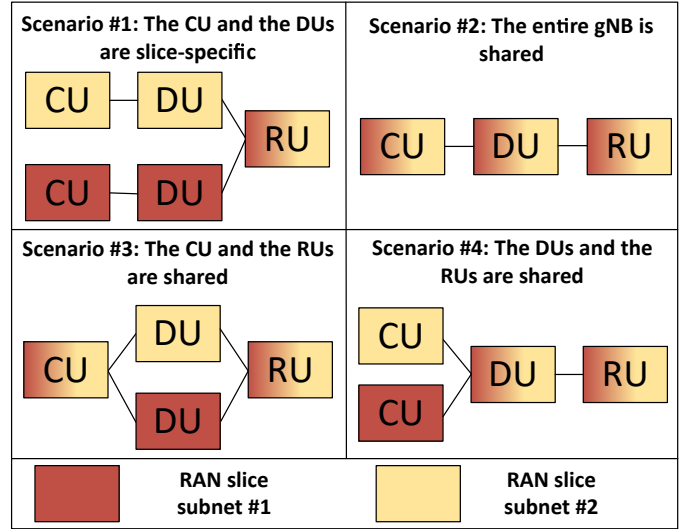 Scenario #1: The CU and the DUs
are slice-specific
CU
DU
RU
CU
DU
Scenario #2: The entire gNB is
shared
CU
DU
RU
Scenario #3: The CU and the RUs
are shared
DU
CU
RU
DU
Scenario #4: The DUs and the
RUs are shared
CU
DU
RU
CU
RAN slice
subnet #1
RAN slice
subnet #2